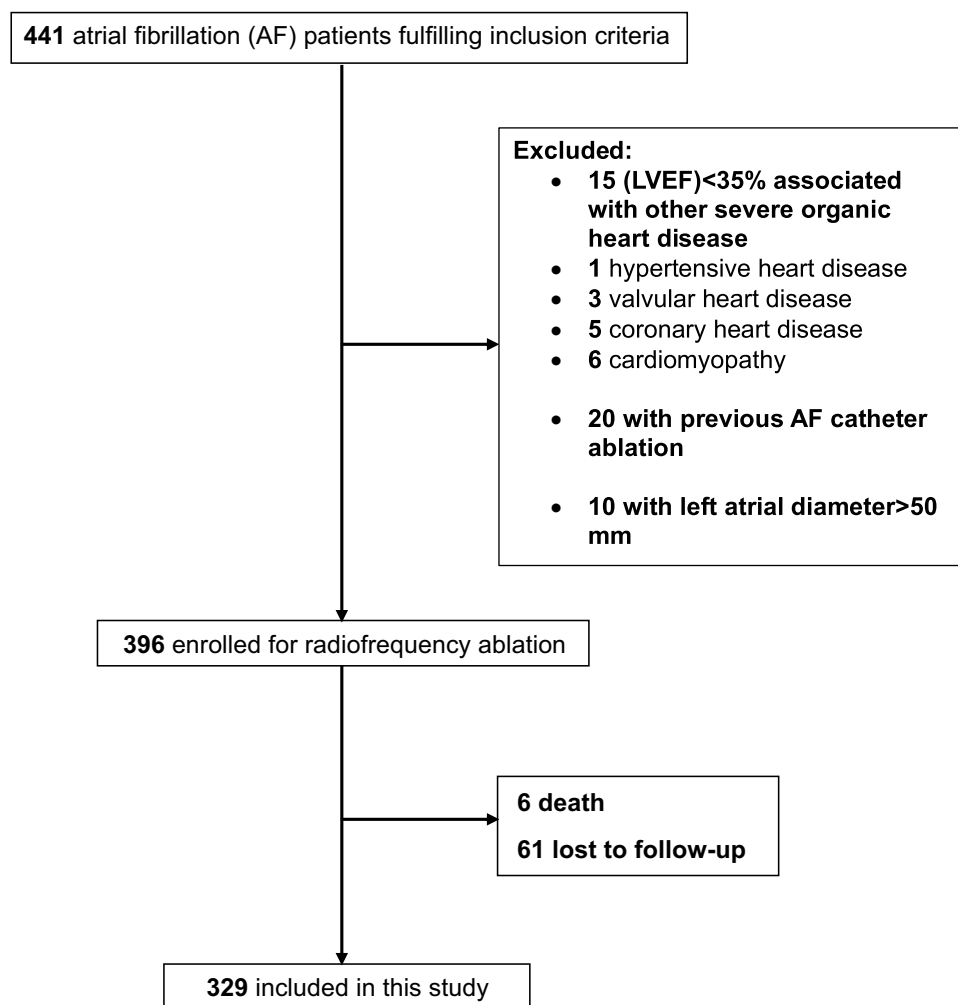 441 atrial fibrillation (AF) patients fulfilling inclusion criteria
Excluded:
• 15 (LVEF)<35% associated
with other severe organic
heart disease
• 1 hypertensive heart disease
• 3 valvular heart disease
• 5 coronary heart disease
• 6 cardiomyopathy
• 20 with previous AF catheter
ablation
• 10 with left atrial diameter>50
mm
396 enrolled for radiofrequency ablation
6 death
61 lost to follow-up
329 included in this study